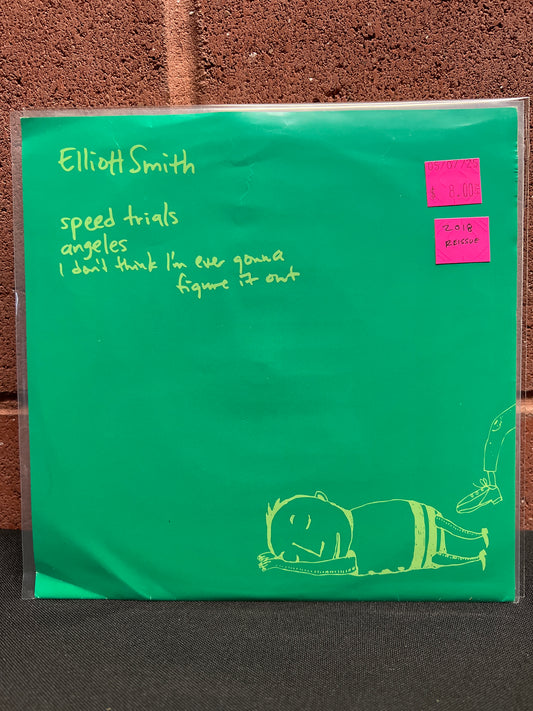 Elliott Smith
speed trials
angeles
I don't think I'm ever gonna
figure it out
$ 8.00
2018
REISSUE